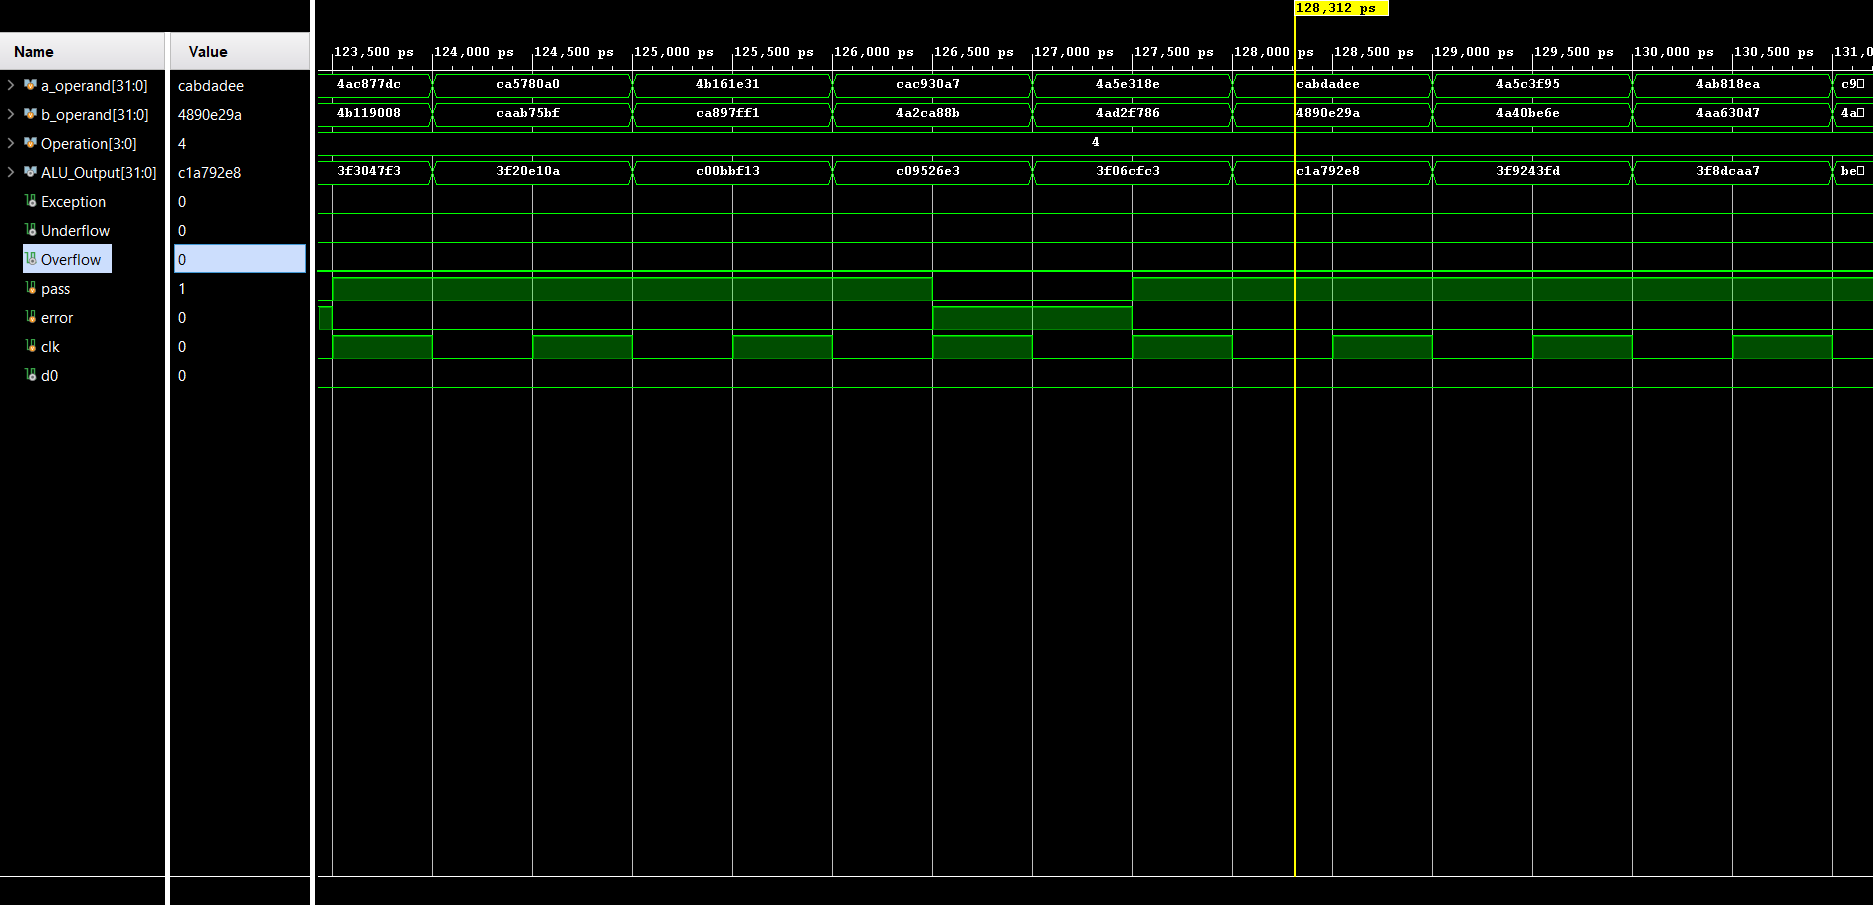 128,312 ps
Name Value 123,500 ps 124,000 ps 124,500 ps 125,000 ps 125,500 ps 126,000 ps 126,500 ps 127,000 ps 127,500 ps 128,000 ps 128,500 ps 129,000 ps 129,500 ps 130,000 ps 130,500 ps 131,0
a_operand[31:0] cabdadee 4ac877dc ca5780a0 4b161e31 cac930a7 4a5e318e cabdadee 4a5c3f95 4ab818ea c9
b_operand[31:0] 4890e29a 4b119008 caab75bf ca897ff1 4a2ca88b 4ad2f786 4890e29a 4a40be6e 4aa630d7 4a
Operation[3:0] 4 4
ALU_Output[31:0] c1a792e8 3f3047f3 3f20e10a c00bbf13 c09526e3 3f06cfc3 c1a792e8 3f9243fd 3f8dcaa7 be
Exception 0
Underflow 0
Overflow 0
pass 1
error 0
clk 0
d0 0